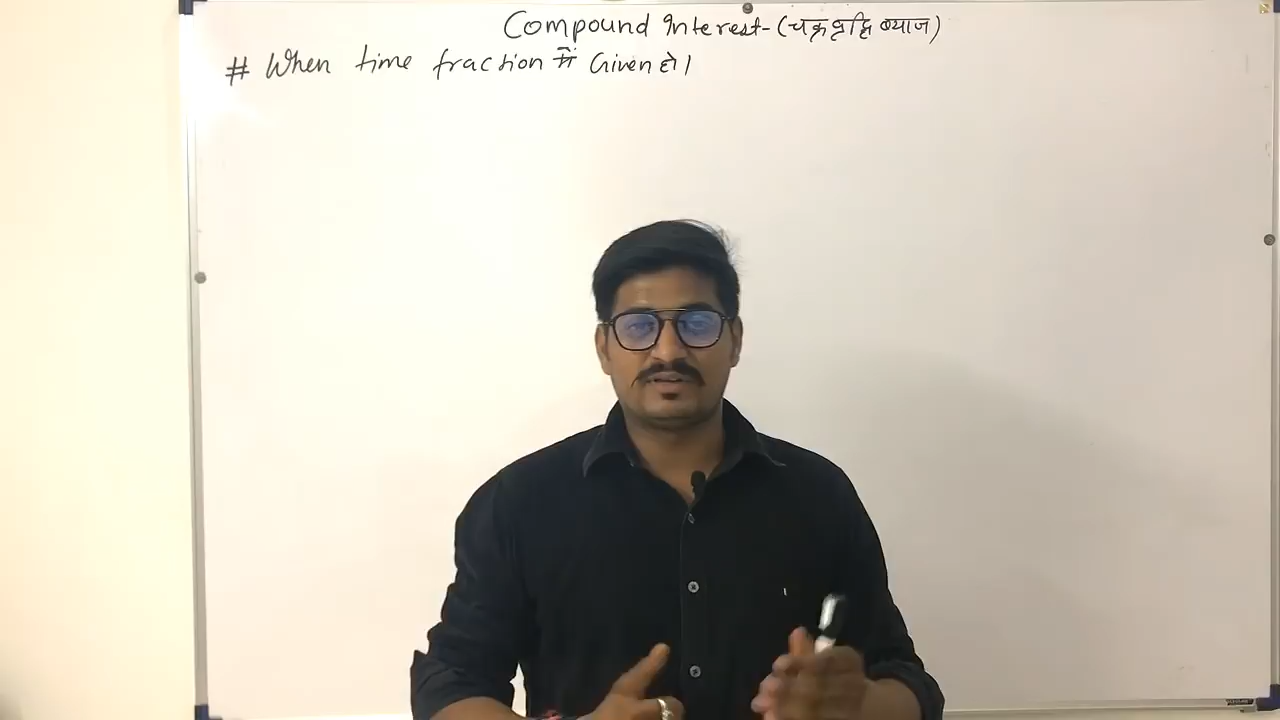 Compound Interest-(चक्रवृद्धि ब्याज)
# When time fraction में Given हो।